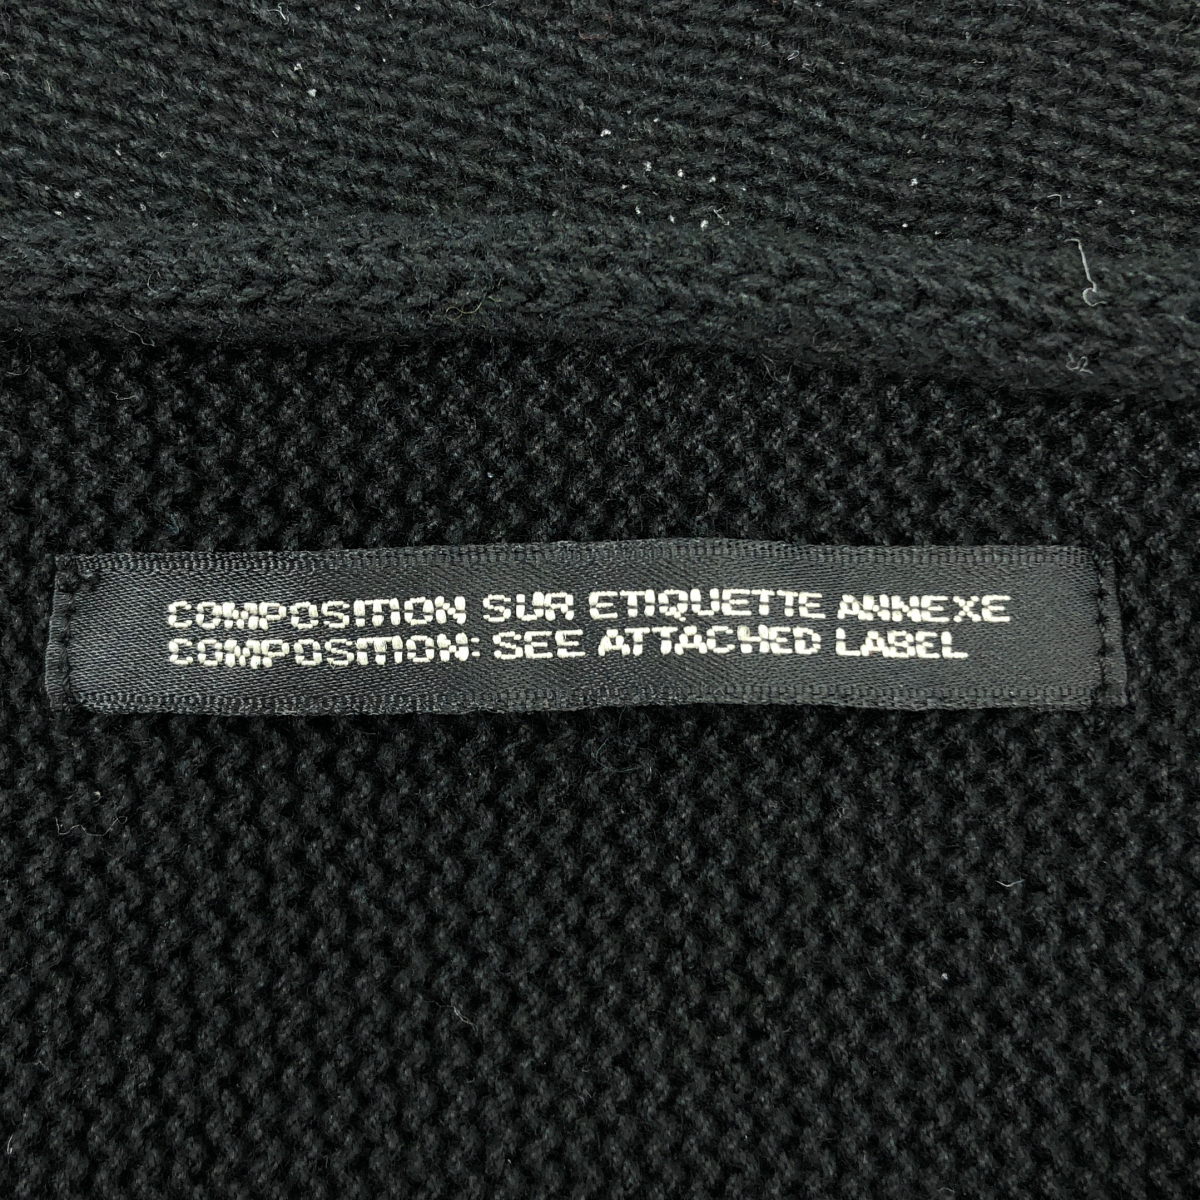 COMPOSITION SUR ETIQUETTE ANNEXE
COMPOSITION: SEE ATTACHED LABEL